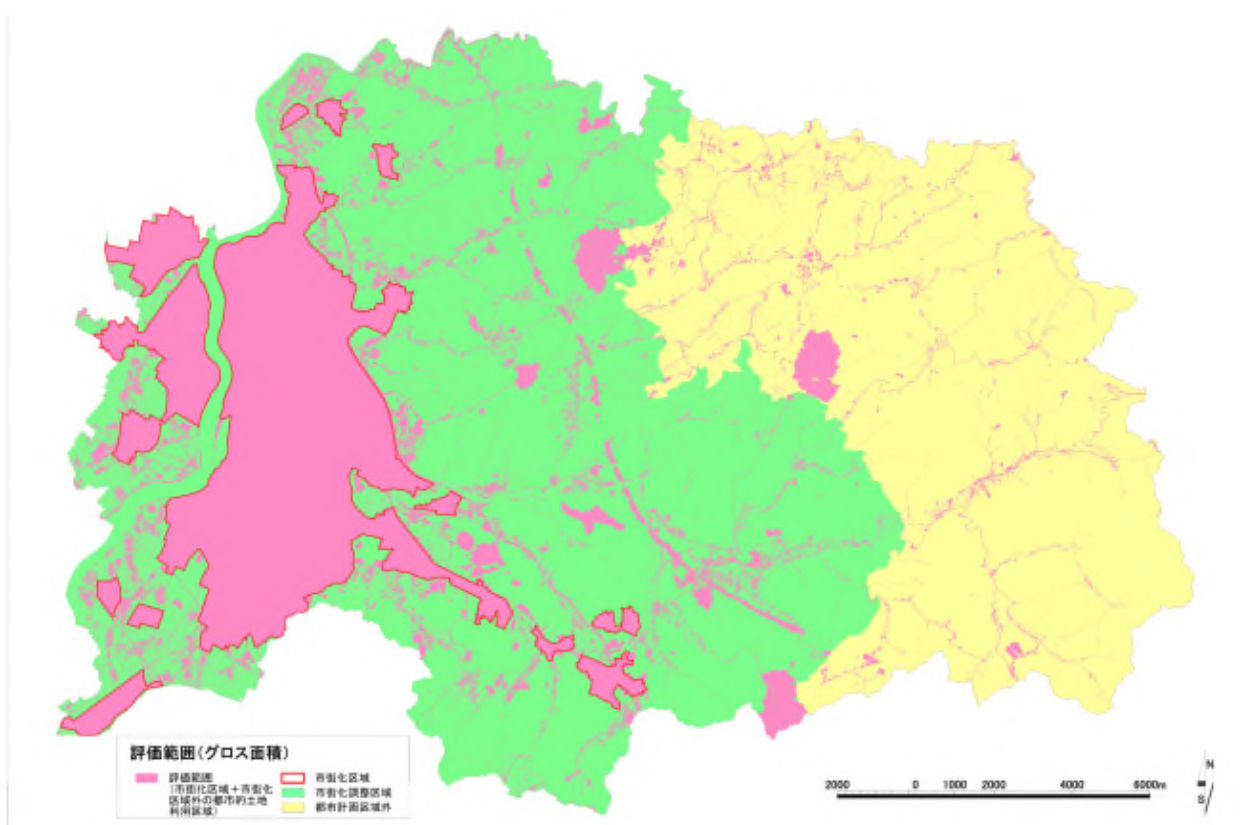 評価範囲(グロス面積)
評価範囲
(市街化区域+市街化
区域外の都市的土地
利用区域)
市街化区域
市街化調整区域
都市計画区域外
2000 0 1000 2000 4000 6000m
N
S